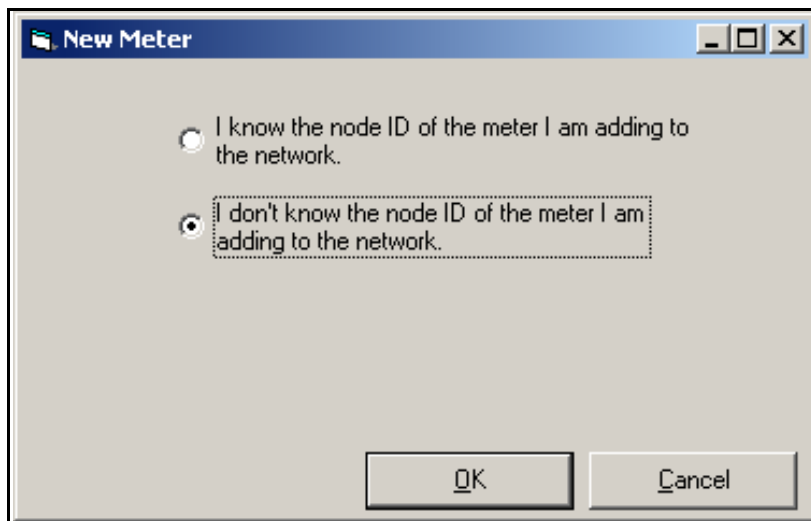 New Meter
I know the node ID of the meter I am adding to
the network.
I don't know the node ID of the meter I am
adding to the network.
OK
Cancel